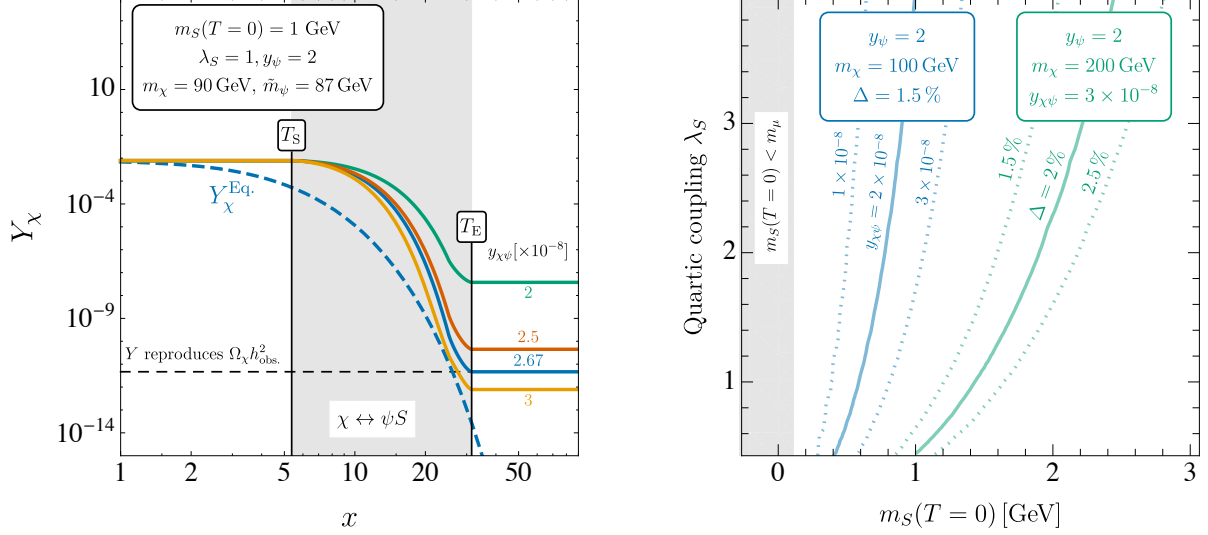 m_S(T = 0) = 1 GeV
λ_S = 1, y_ψ = 2
m_χ = 90 GeV, m̃_ψ = 87 GeV
10
10⁻⁴
10⁻⁹
10⁻¹⁴
Y_χ
T_S
T_E
Y_χ^Eq.
y_χψ[×10⁻⁸]
2
2.5
2.67
3
Y reproduces Ω_χh²_obs.
χ ↔ ψS
1 2 5 10 20 50
x
y_ψ = 2
m_χ = 100 GeV
Δ = 1.5 %
y_ψ = 2
m_χ = 200 GeV
y_χψ = 3 × 10⁻⁸
Quartic coupling λ_S
3
2
1
m_S(T = 0) < m_μ
1 × 10⁻⁸
y_χψ = 2 × 10⁻⁸
3 × 10⁻⁸
1.5 %
Δ = 2 %
2.5 %
0 1 2 3
m_S(T = 0) [GeV]